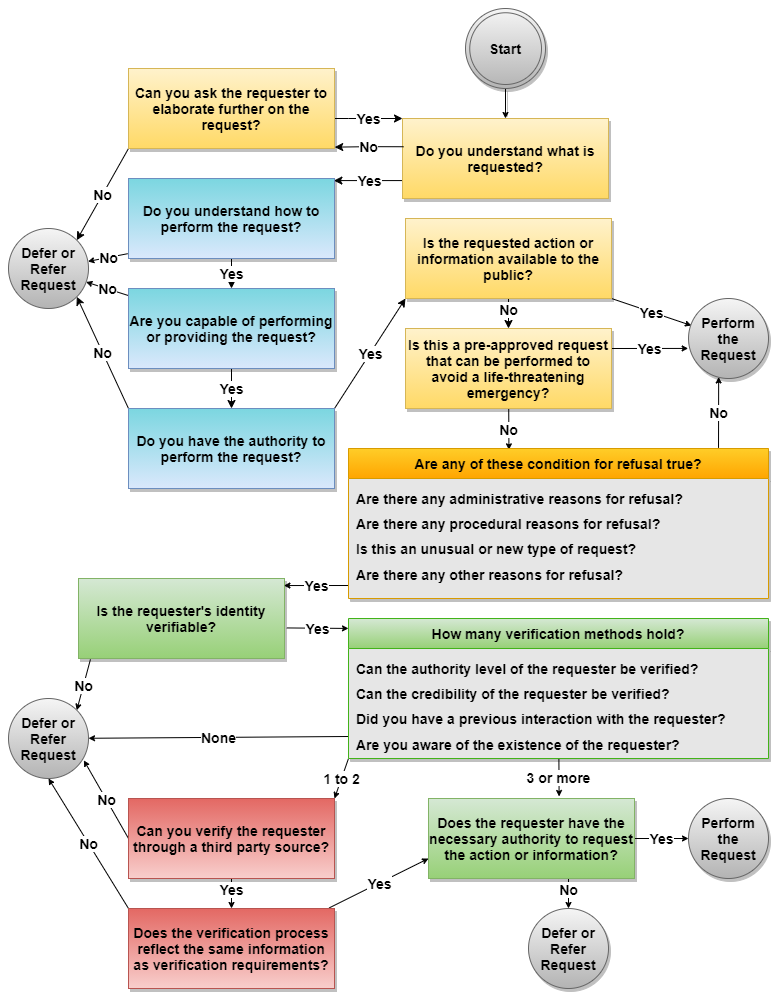 Start
Can you ask the requester to
elaborate further on the
request?
Yes
No
Do you understand what is
requested?
Yes
No
Do you understand how to
perform the request?
Is the requested action or
information available to the
public?
Defer or
Refer
Request
No
Yes
No
Are you capable of performing
or providing the request?
No
Yes
Perform
the
Request
Is this a pre-approved request
that can be performed to
avoid a life-threatening
emergency?
Yes
No
Yes
Yes
No
No
Do you have the authority to
perform the request?
Are any of these condition for refusal true?
Are there any administrative reasons for refusal?
Are there any procedural reasons for refusal?
Is this an unusual or new type of request?
Are there any other reasons for refusal?
Yes
Is the requester's identity
verifiable?
Yes
How many verification methods hold?
Can the authority level of the requester be verified?
Can the credibility of the requester be verified?
Did you have a previous interaction with the requester?
Are you aware of the existence of the requester?
No
Defer or
Refer
Request
None
1 to 2
3 or more
No
Can you verify the requester
through a third party source?
Does the requester have the
necessary authority to request
the action or information?
Yes
Perform
the
Request
No
Yes
Yes
No
Does the verification process
reflect the same information
as verification requirements?
Defer or
Refer
Request